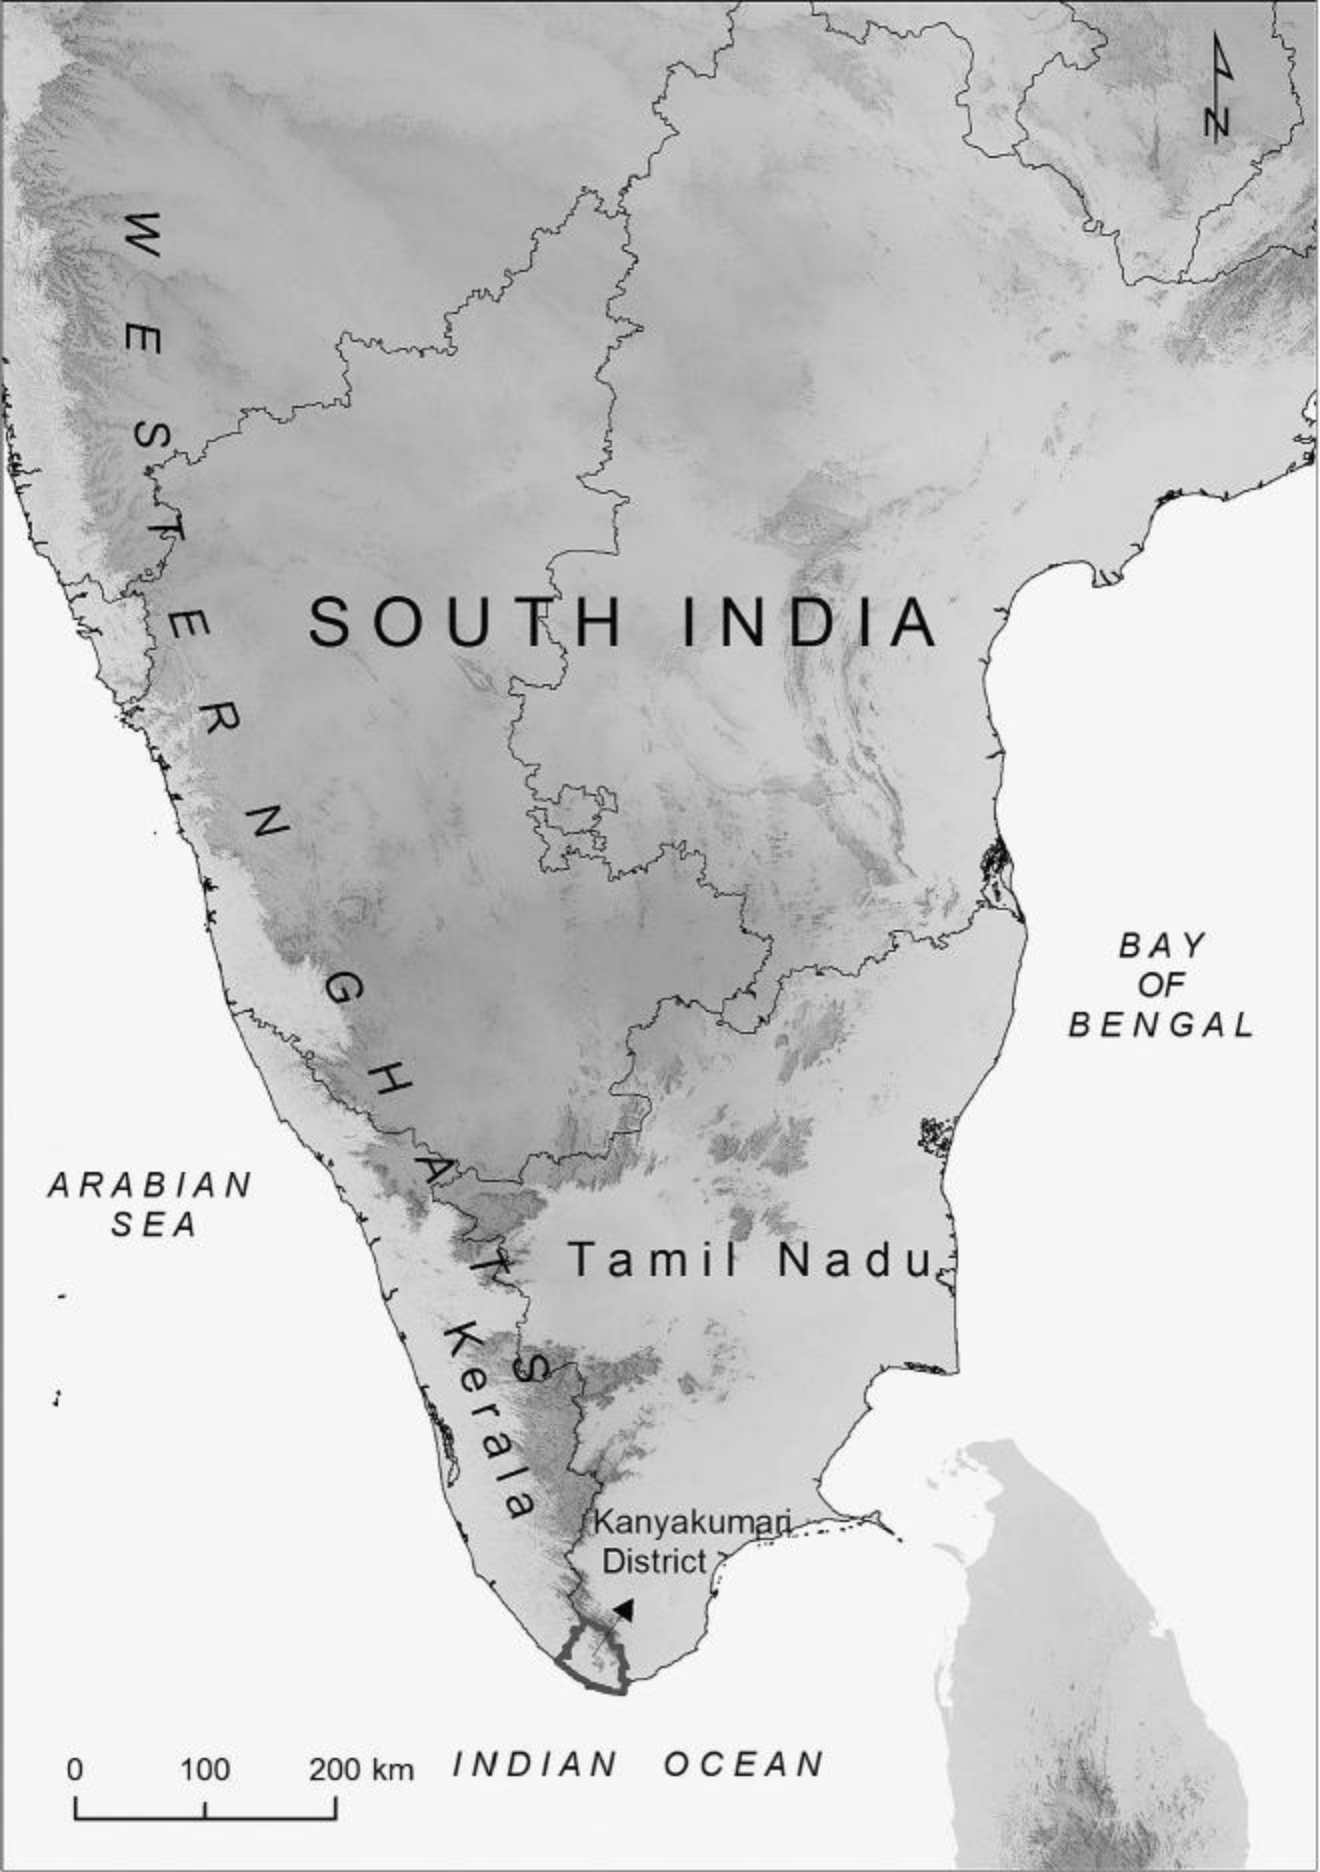 N
WESTERN GHATS
SOUTH INDIA
BAY
OF
BENGAL
ARABIAN
SEA
Tamil Nadu
Kerala
Kanyakumari
District
INDIAN OCEAN
0 100 200 km